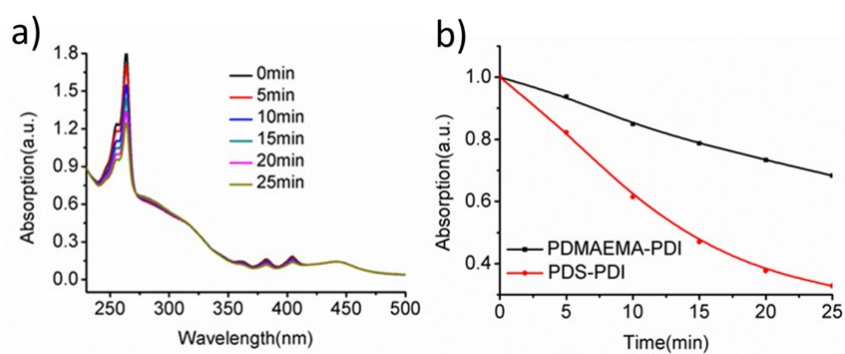 a)
Absorption(a.u.)
1.8
1.5
1.2
0.9
0.6
0.3
0.0
0min
5min
10min
15min
20min
25min
250 300 350 400 450 500
Wavelength(nm)
b)
Absorption(a.u.)
1.0
0.8
0.6
0.4
PDMAEMA-PDI
PDS-PDI
0 5 10 15 20 25
Time(min)